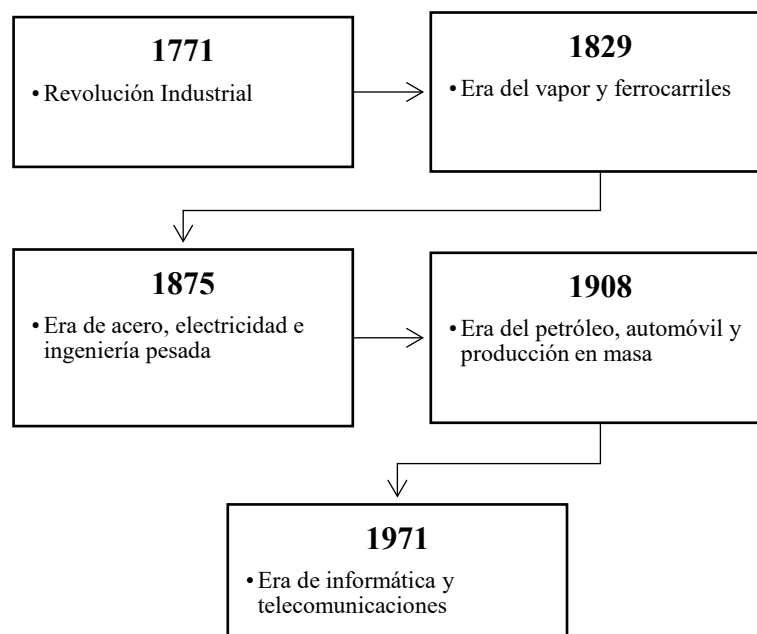 1771
• Revolución Industrial
1829
• Era del vapor y ferrocarriles
1875
• Era de acero, electricidad e
ingeniería pesada
1908
• Era del petróleo, automóvil y
producción en masa
1971
• Era de informática y
telecomunicaciones